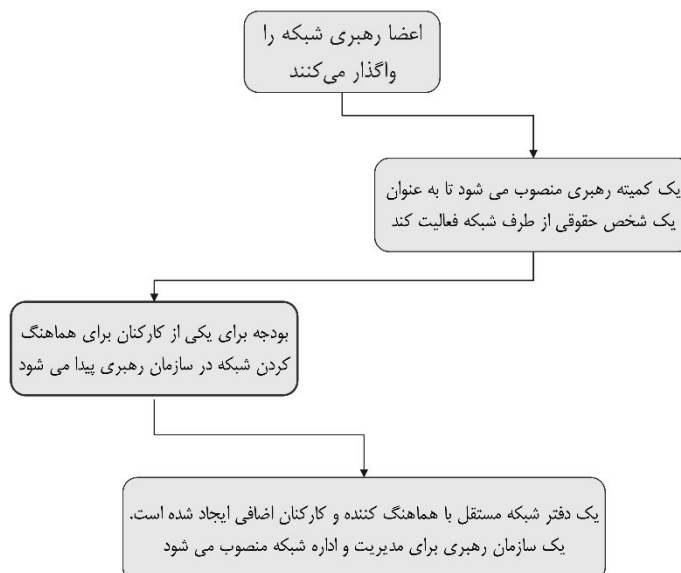 اعضا رهبری شبکه را
واگذار می‌کنند
یک کمیته رهبری منصوب می شود تا به عنوان
یک شخص حقوقی از طرف شبکه فعالیت کند
بودجه برای یکی از کارکنان برای هماهنگ
کردن شبکه در سازمان رهبری پیدا می شود
یک دفتر شبکه مستقل با هماهنگ کننده و کارکنان اضافی ایجاد شده است.
یک سازمان رهبری برای مدیریت و اداره شبکه منصوب می شود